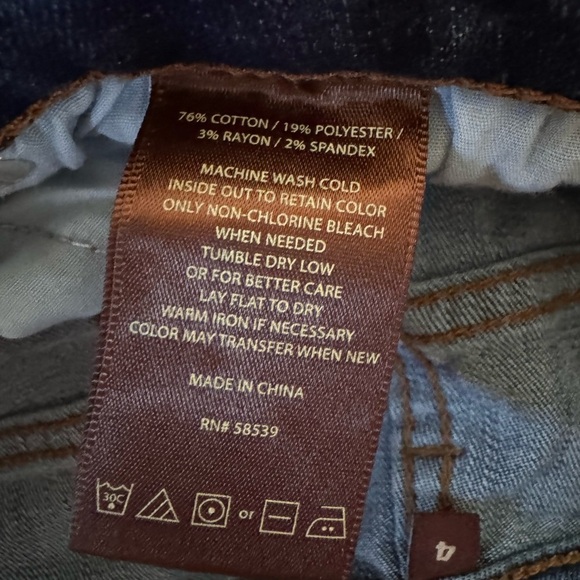 76% COTTON / 19% POLYESTER /
3% RAYON / 2% SPANDEX
MACHINE WASH COLD
INSIDE OUT TO RETAIN COLOR
ONLY NON-CHLORINE BLEACH
WHEN NEEDED
TUMBLE DRY LOW
OR FOR BETTER CARE
LAY FLAT TO DRY
WARM IRON IF NECESSARY
COLOR MAY TRANSFER WHEN NEW
MADE IN CHINA
RN# 58539
30C or
4